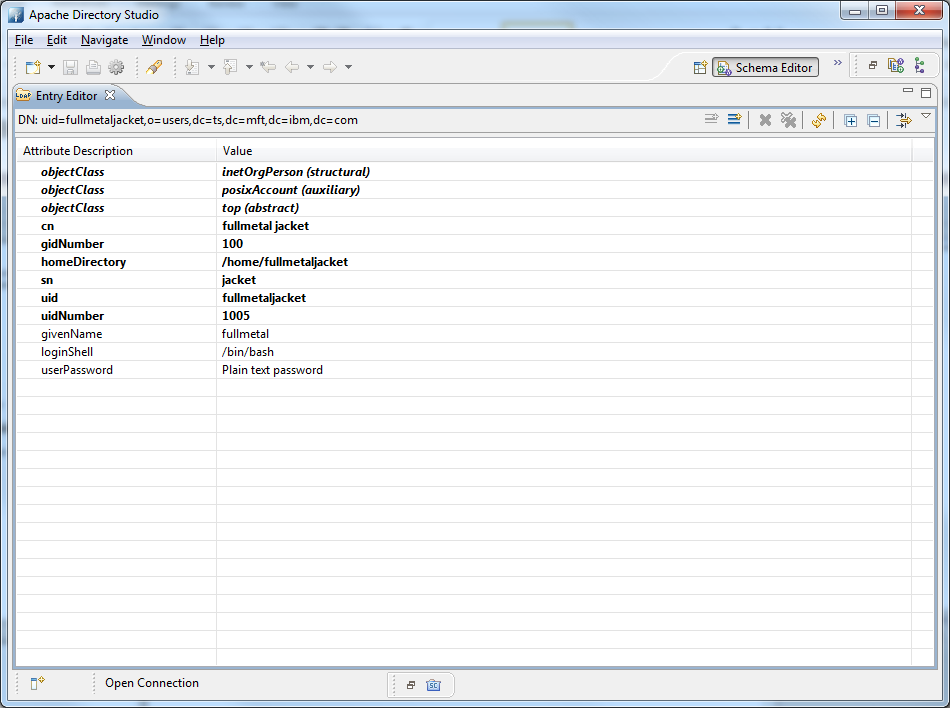 Apache Directory Studio
File Edit Navigate Window Help
Schema Editor »
LDAP Entry Editor
DN: uid=fullmetaljacket,o=users,dc=ts,dc=mft,dc=ibm,dc=com
Attribute Description Value
objectClass inetOrgPerson (structural)
objectClass posixAccount (auxiliary)
objectClass top (abstract)
cn fullmetal jacket
gidNumber 100
homeDirectory /home/fullmetaljacket
sn jacket
uid fullmetaljacket
uidNumber 1005
givenName fullmetal
loginShell /bin/bash
userPassword Plain text password
Open Connection